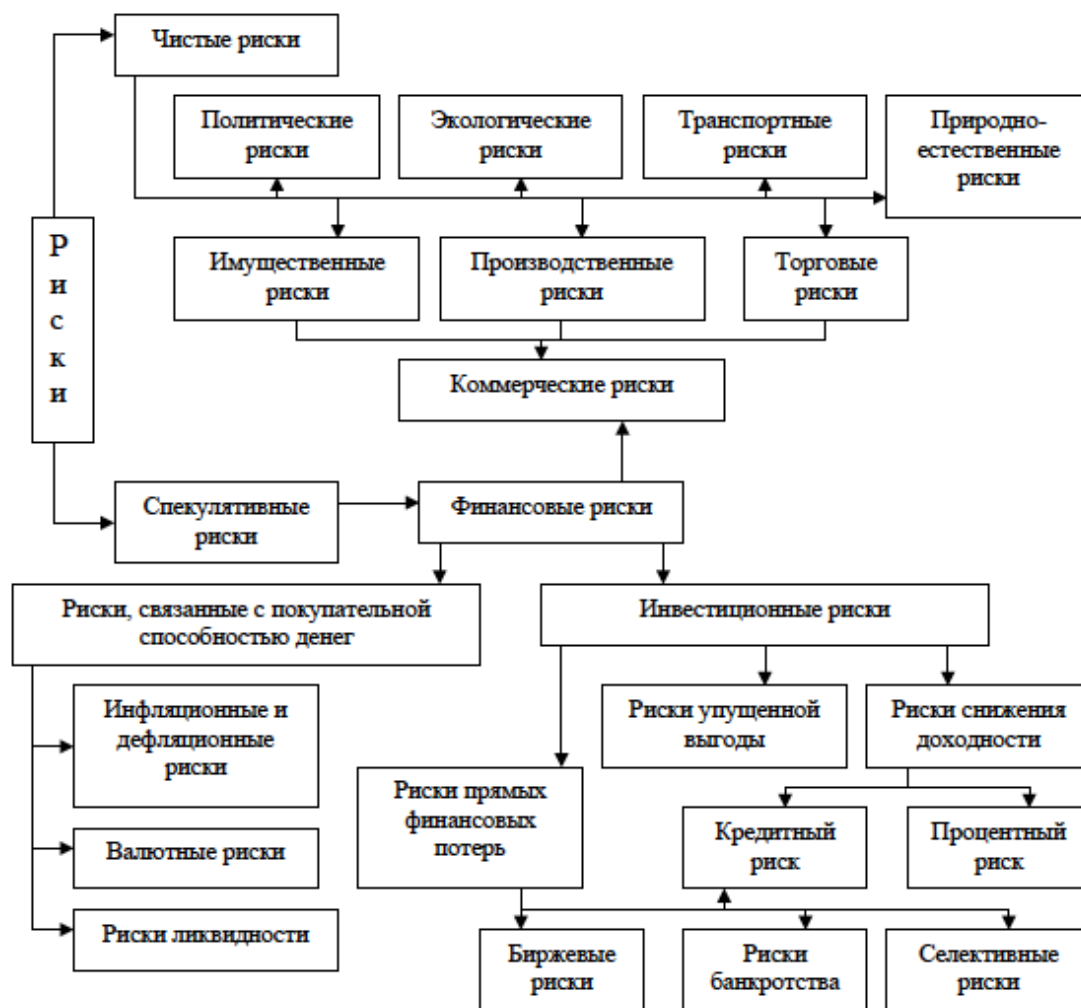 Чистые риски
Политические
риски
Экологические
риски
Транспортные
риски
Природно-
естественные
риски
Риски
Имущественные
риски
Производственные
риски
Торговые
риски
Коммерческие риски
Спекулятивные
риски
Финансовые риски
Риски, связанные с покупательной
способностью денег
Инвестиционные риски
Инфляционные и
дефляционные
риски
Риски упущенной
выгоды
Риски снижения
доходности
Риски прямых
финансовых
потерь
Кредитный
риск
Процентный
риск
Валютные риски
Риски ликвидности
Биржевые
риски
Риски
банкротства
Селективные
риски